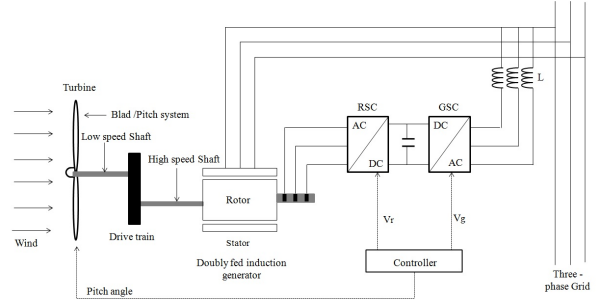 Turbine
Blad /Pitch system
Low speed Shaft
High speed Shaft
Wind
Drive train
Rotor
Stator
Doubly fed induction
generator
RSC
AC
DC
GSC
DC
AC
L
Vr
Vg
Controller
Pitch angle
Three -
phase Grid